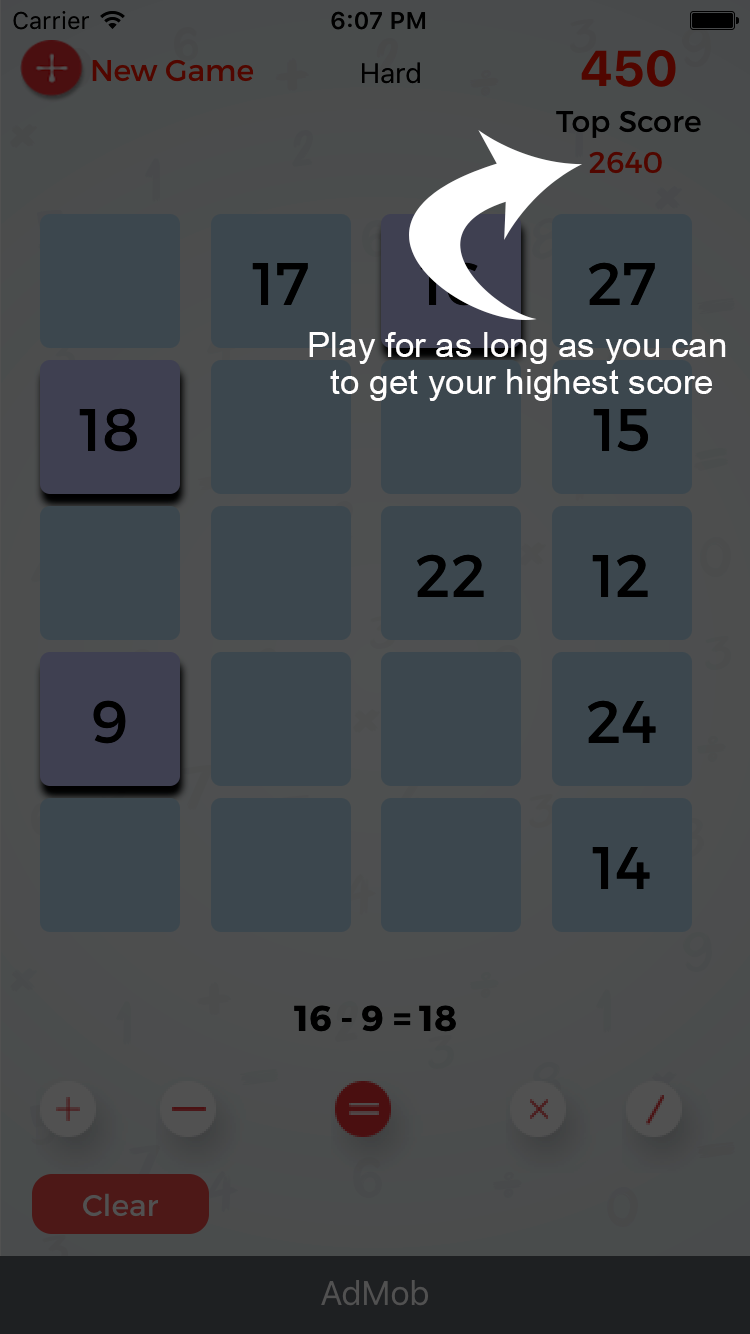 Carrier 6:07 PM
New Game Hard 450
Top Score
2640
17 16 27
Play for as long as you can
to get your highest score
18 15
22 12
9 24
14
16 - 9 = 18
+ − = × /
Clear
AdMob